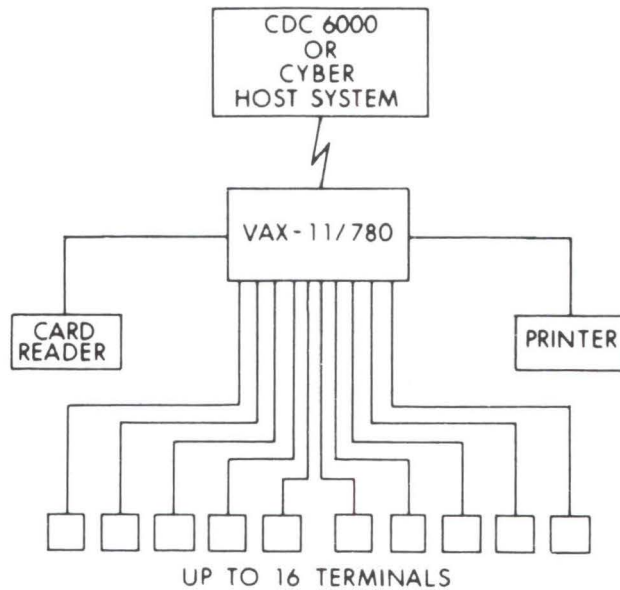 CDC 6000
OR
CYBER
HOST SYSTEM
VAX-11/780
CARD
READER
PRINTER
UP TO 16 TERMINALS